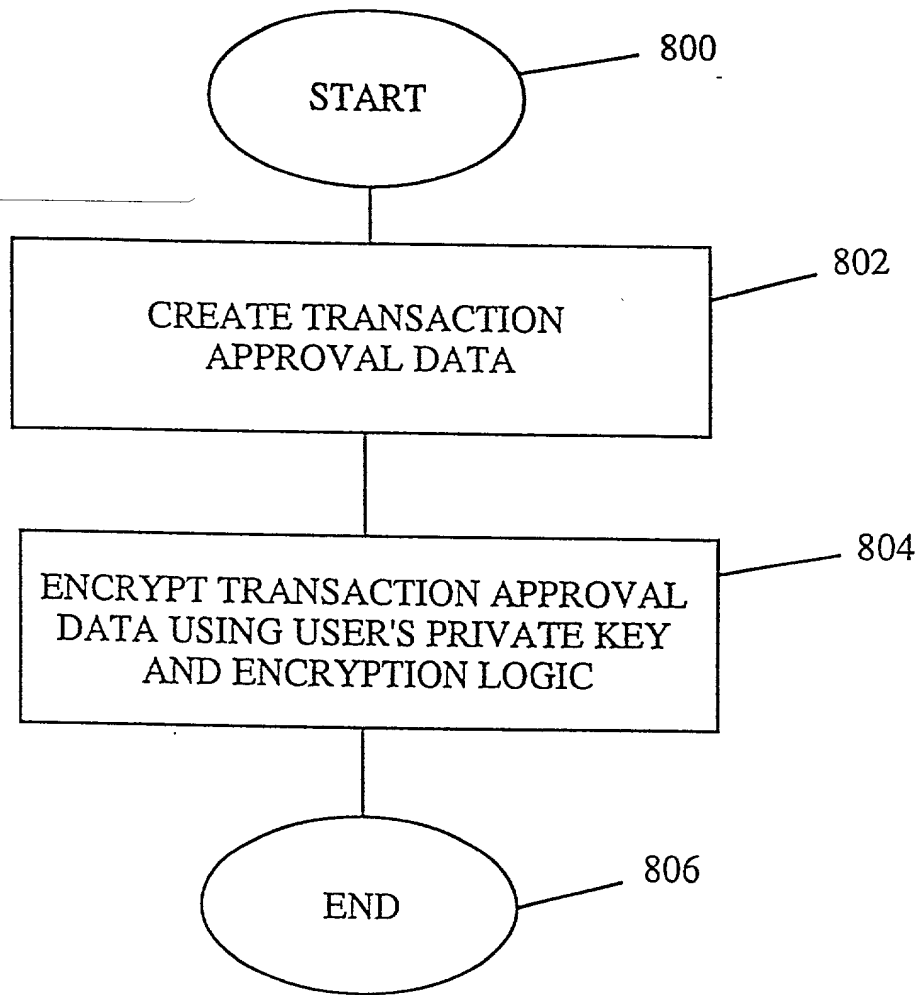 START
800
CREATE TRANSACTION
APPROVAL DATA
802
ENCRYPT TRANSACTION APPROVAL
DATA USING USER'S PRIVATE KEY
AND ENCRYPTION LOGIC
804
END
806